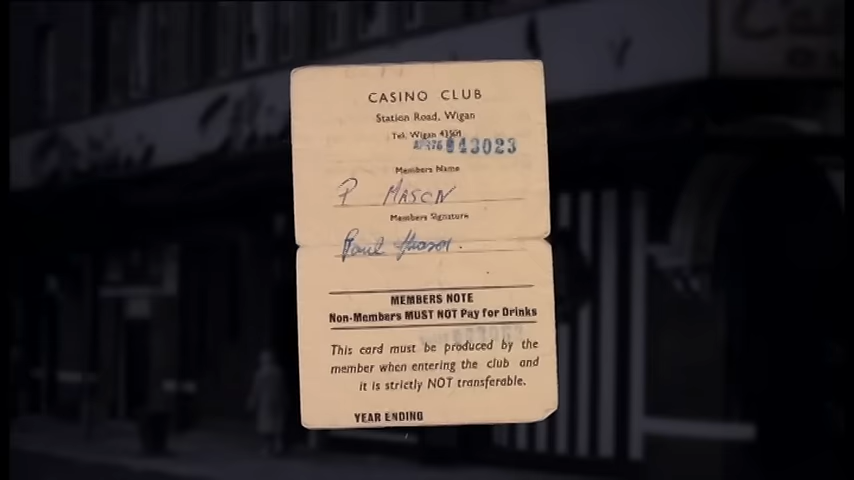 CASINO CLUB
Station Road, Wigan
Tel. Wigan 43501
APR76 043023
Members Name
P MASON
Members Signature
Paul Mason.
MEMBERS NOTE
Non-Members MUST NOT Pay for Drinks
This card must be produced by the
member when entering the club and
it is strictly NOT transferable.
YEAR ENDING